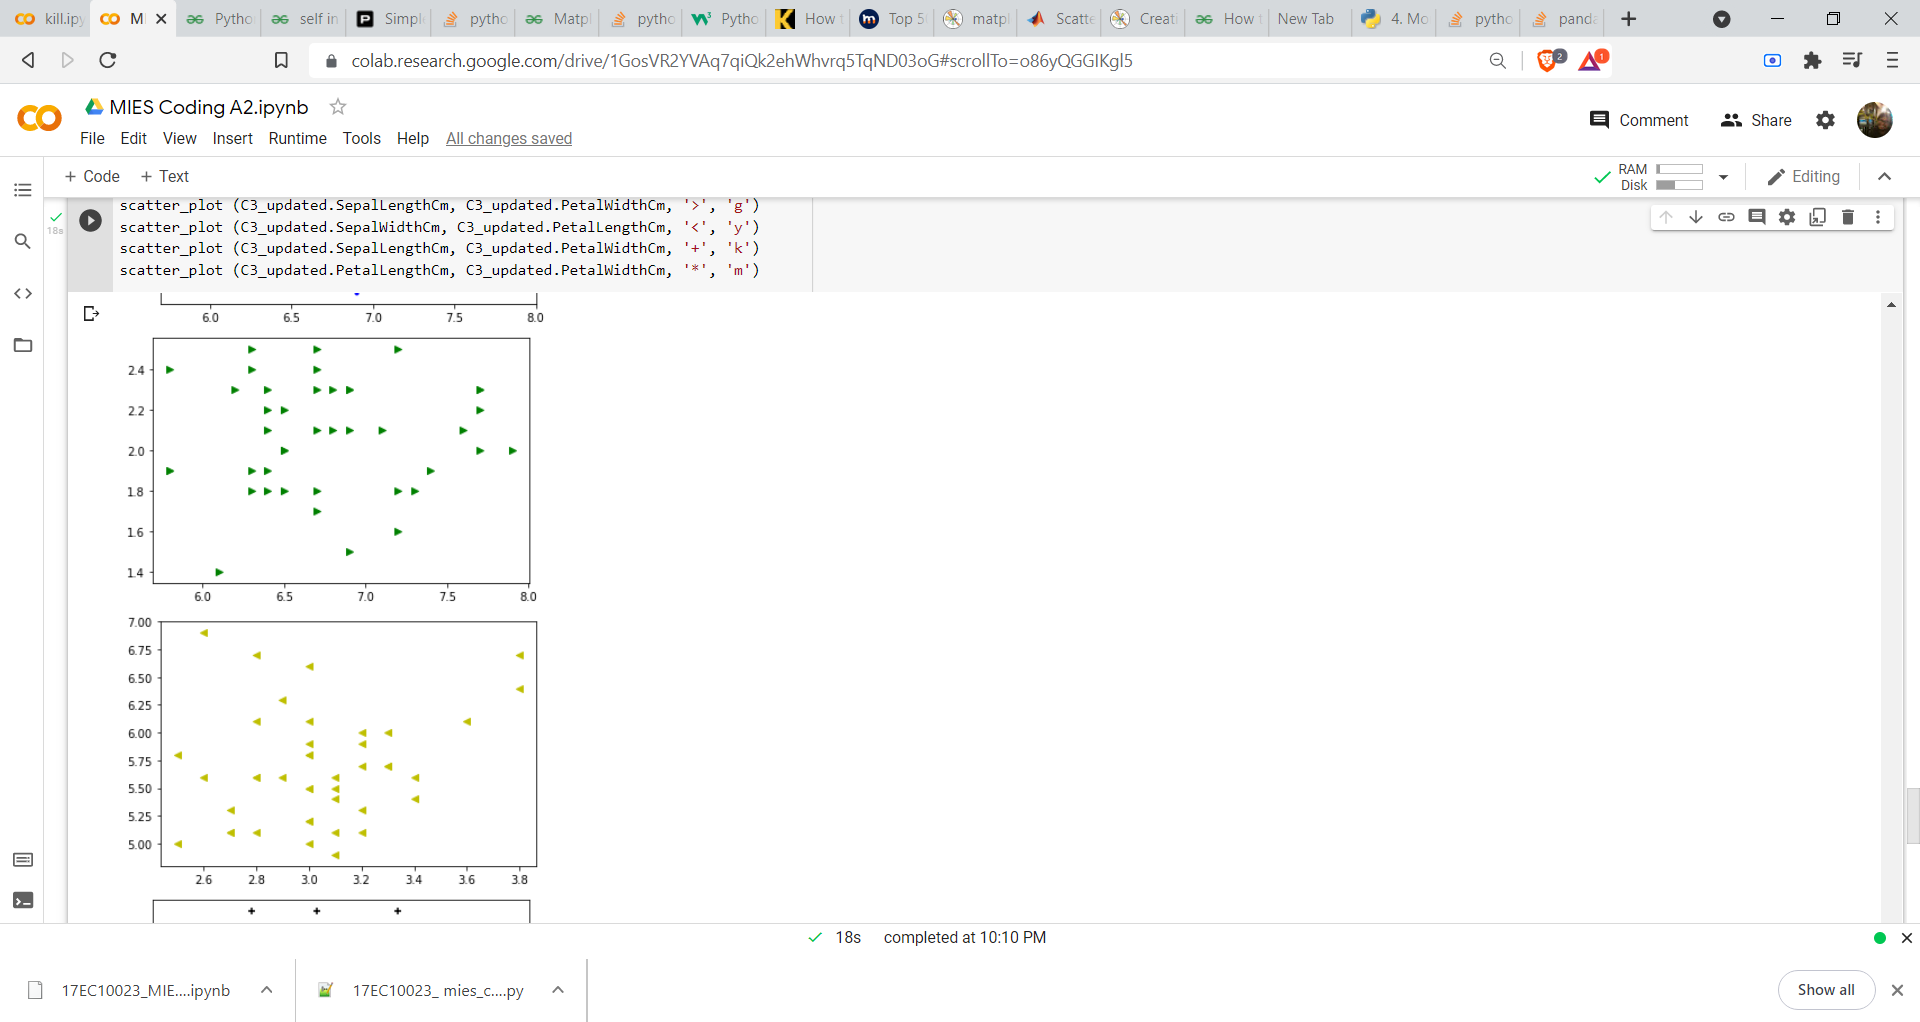 kill.ipy
MI
Pytho
self in
Simpl
pytho
Matpl
pytho
Pytho
How t
Top 5
matpl
Scatte
Creati
How t
New Tab
4. Mo
pytho
panda
colab.research.google.com/drive/1GosVR2YVAq7qiQk2ehWhvrq5TqND03oG#scrollTo=o86yQGGIKgl5
2
1
MIES Coding A2.ipynb
Comment
Share
File Edit View Insert Runtime Tools Help All changes saved
+ Code + Text
RAM
Disk
Editing
scatter_plot (C3_updated.SepalLengthCm, C3_updated.PetalWidthCm, '>', 'g')
18s
scatter_plot (C3_updated.SepalWidthCm, C3_updated.PetalLengthCm, '<', 'y')
scatter_plot (C3_updated.SepalLengthCm, C3_updated.PetalWidthCm, '+', 'k')
scatter_plot (C3_updated.PetalLengthCm, C3_updated.PetalWidthCm, '*', 'm')
6.0 6.5 7.0 7.5 8.0
2.4
2.2
2.0
1.8
1.6
1.4
6.0 6.5 7.0 7.5 8.0
7.00
6.75
6.50
6.25
6.00
5.75
5.50
5.25
5.00
2.6 2.8 3.0 3.2 3.4 3.6 3.8
18s completed at 10:10 PM
17EC10023_MIE....ipynb
17EC10023_ mies_c....py
Show all